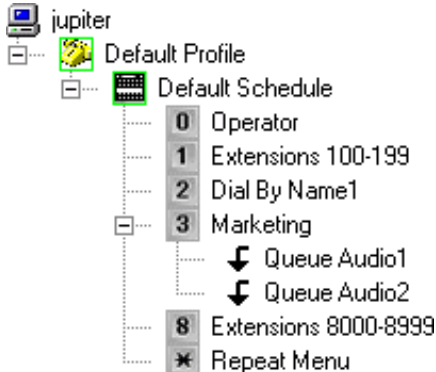 jupiter
Default Profile
Default Schedule
0 Operator
1 Extensions 100-199
2 Dial By Name1
3 Marketing
Queue Audio1
Queue Audio2
8 Extensions 8000-8999
* Repeat Menu